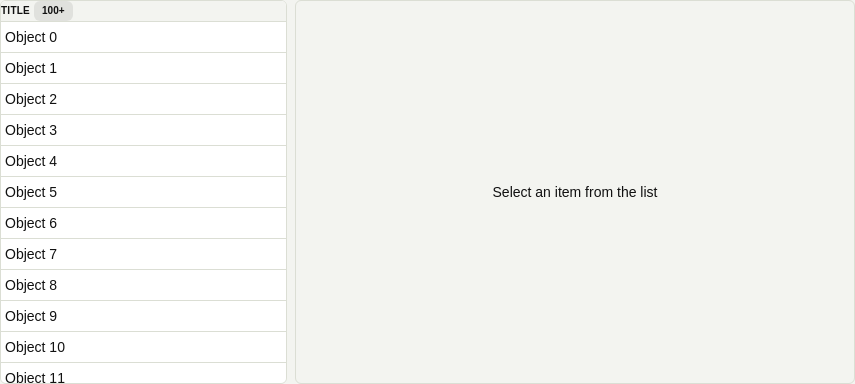 TITLE 100+
Object 0
Object 1
Object 2
Object 3
Object 4
Object 5
Object 6
Object 7
Object 8
Object 9
Object 10
Object 11
Select an item from the list